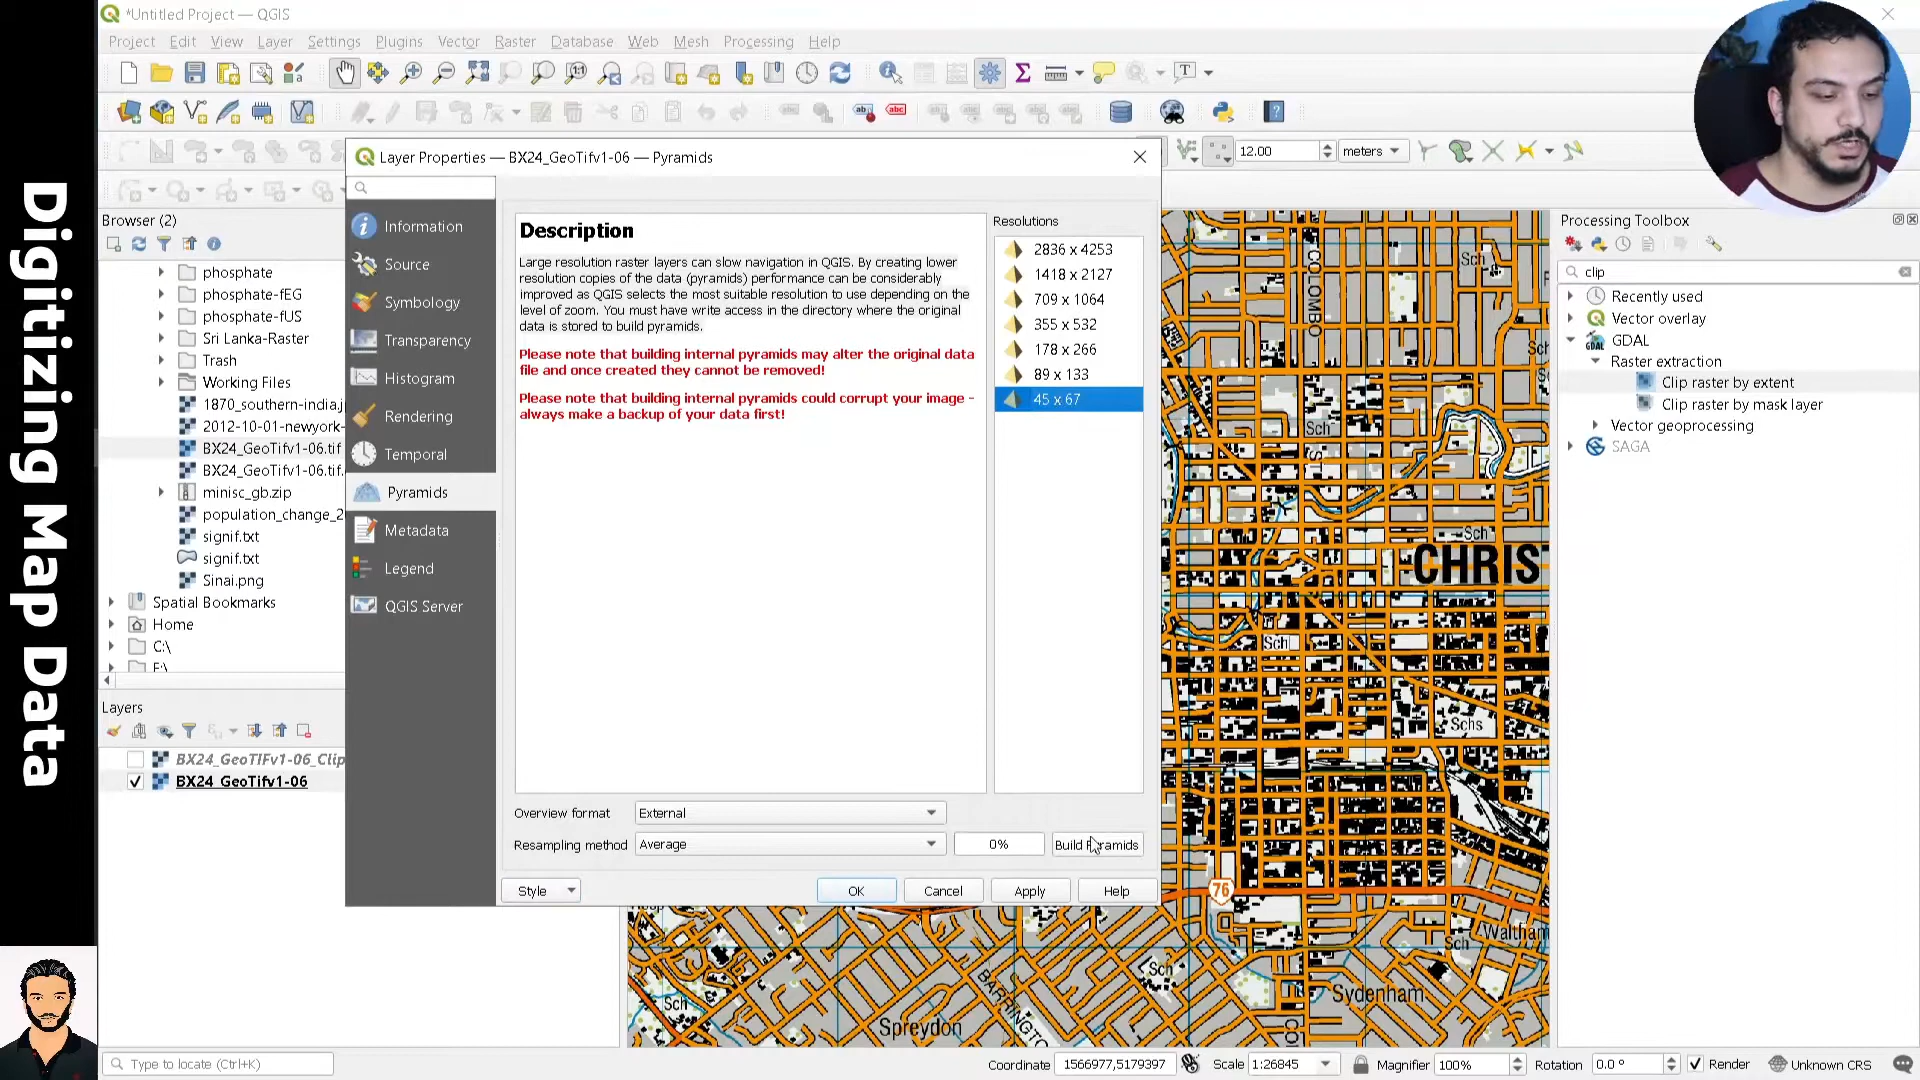 *Untitled Project — QGIS
Project Edit View Layer Settings Plugins Vector Raster Database Web Mesh Processing Help
12.00 meters
Layer Properties — BX24_GeoTifv1-06 — Pyramids
Information
Source
Symbology
Transparency
Histogram
Rendering
Temporal
Pyramids
Metadata
Legend
QGIS Server
Description
Large resolution raster layers can slow navigation in QGIS. By creating lower
resolution copies of the data (pyramids) performance can be considerably
improved as QGIS selects the most suitable resolution to use depending on the
level of zoom. You must have write access in the directory where the original
data is stored to build pyramids.
Please note that building internal pyramids may alter the original data
file and once created they cannot be removed!
Please note that building internal pyramids could corrupt your image -
always make a backup of your data first!
Resolutions
2836 x 4253
1418 x 2127
709 x 1064
355 x 532
178 x 266
89 x 133
45 x 67
Overview format External
Resampling method Average 0% Build Pyramids
Style OK Cancel Apply Help
Browser (2)
phosphate
phosphate-fEG
phosphate-fUS
Sri Lanka-Raster
Trash
Working Files
1870_southern-india.j
2012-10-01-newyork-
BX24_GeoTifv1-06.tif
BX24_GeoTifv1-06.tif.
minisc_gb.zip
population_change_2
signif.txt
signif.txt
Sinai.png
Spatial Bookmarks
Home
C:\
E:\
Layers
BX24_GeoTIFv1-06_Clip
BX24_GeoTifv1-06
Processing Toolbox
clip
Recently used
Vector overlay
GDAL
Raster extraction
Clip raster by extent
Clip raster by mask layer
Vector geoprocessing
SAGA
COLOMBO
ST
Sch
Sch
Sch
Sch
CHRIS
Sch
Schs
76
Waltham
Sch
Sch
Sydenham
Sch
Spreydon
BARRINGTO
CO
Type to locate (Ctrl+K)
Coordinate 1566977,5179397 Scale 1:26845 Magnifier 100% Rotation 0.0 ° Render Unknown CRS
Digitizing Map Data